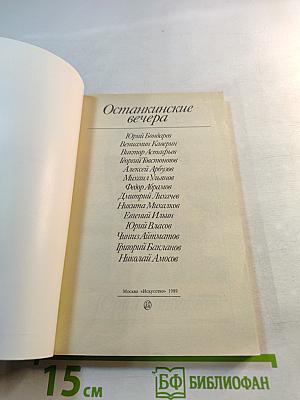 Останкинские
вечера
Юрий Бондарев
Вениамин Каверин
Виктор Астафьев
Георгий Товстоногов
Алексей Арбузов
Михаил Ульянов
Федор Абрамов
Дмитрий Лихачев
Никита Михалков
Евгений Ильин
Юрий Власов
Чингиз Айтматов
Григорий Бакланов
Николай Амосов
Москва «Искусство» 1989
15 см
БФ БИБЛИОФАН